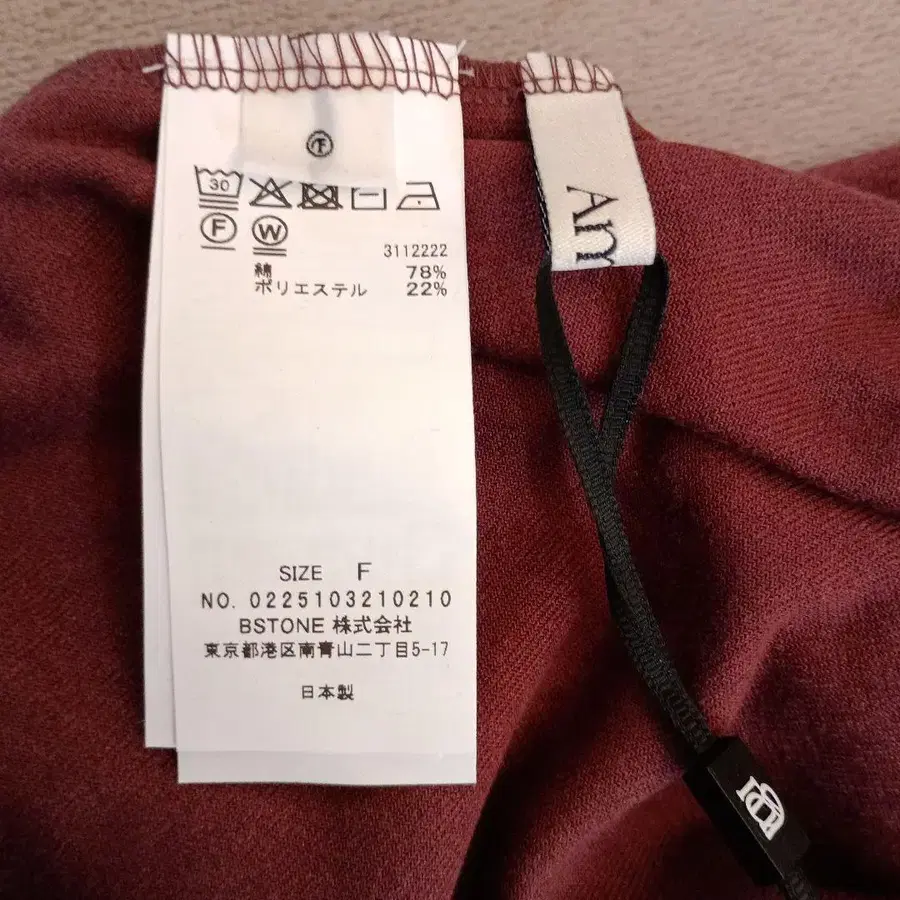 F
30
F W
3112222
綿 78%
ポリエステル 22%
SIZE F
NO. 0225103210210
BSTONE 株式会社
東京都港区南青山二丁目5-17
日本製
Am